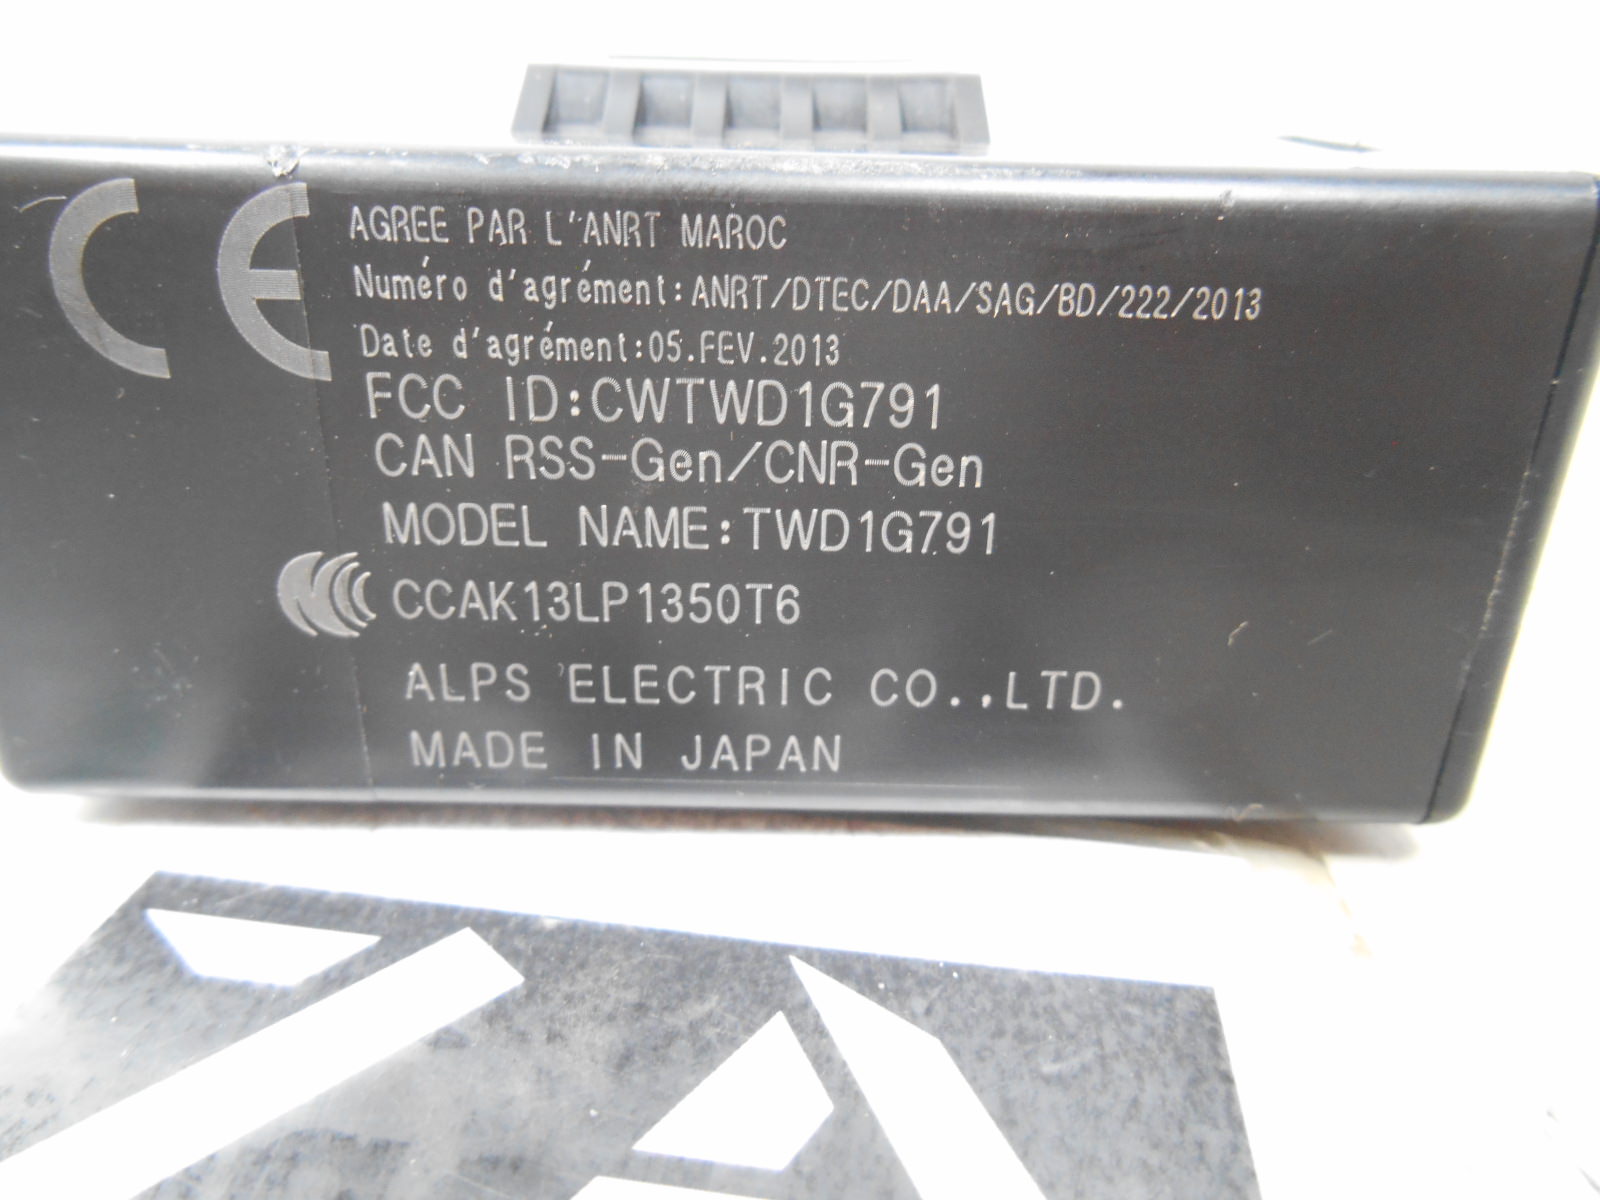 CE
AGREE PAR L'ANRT MAROC
Numéro d'agrément:ANRT/DTEC/DAA/SAG/BD/222/2013
Date d'agrément:05.FEV.2013
FCC ID:CWTWD1G791
CAN RSS-Gen/CNR-Gen
MODEL NAME:TWD1G791
CCAK13LP1350T6
ALPS ELECTRIC CO.,LTD.
MADE IN JAPAN